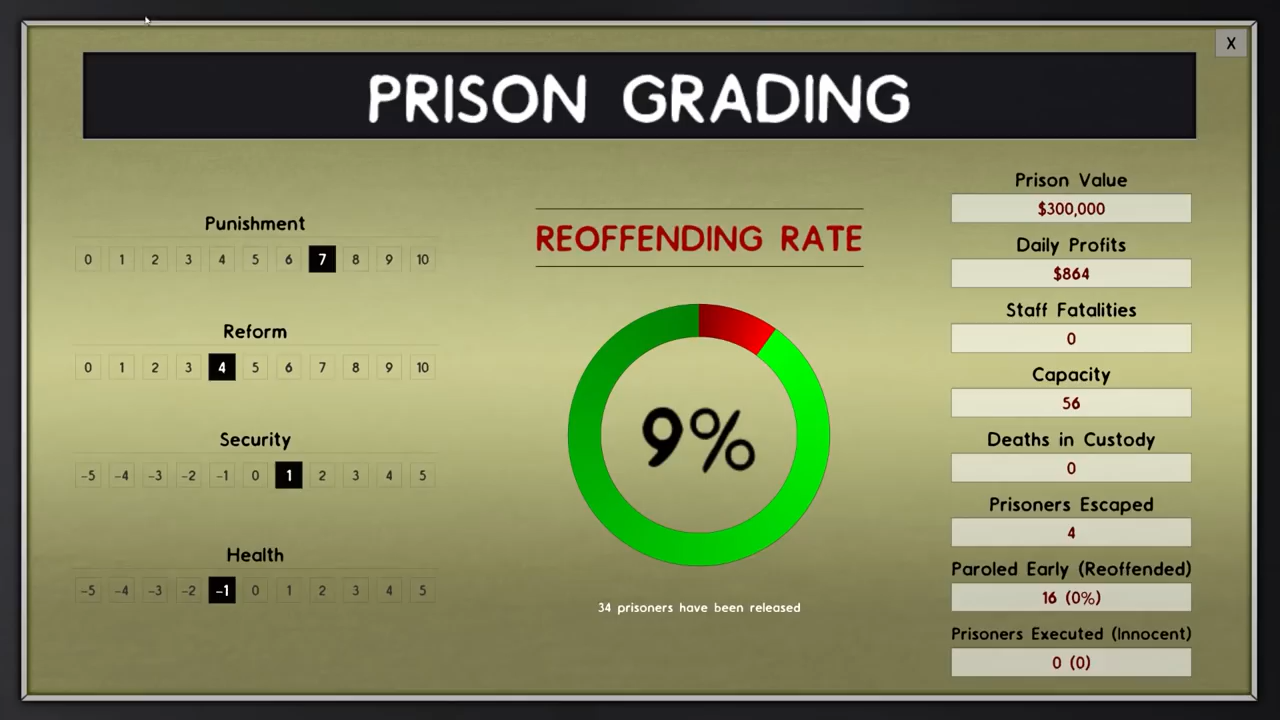 X
PRISON GRADING
Punishment
0 1 2 3 4 5 6 7 8 9 10
Reform
0 1 2 3 4 5 6 7 8 9 10
Security
-5 -4 -3 -2 -1 0 1 2 3 4 5
Health
-5 -4 -3 -2 -1 0 1 2 3 4 5
REOFFENDING RATE
9%
34 prisoners have been released
Prison Value
$300,000
Daily Profits
$864
Staff Fatalities
0
Capacity
56
Deaths in Custody
0
Prisoners Escaped
4
Paroled Early (Reoffended)
16 (0%)
Prisoners Executed (Innocent)
0 (0)